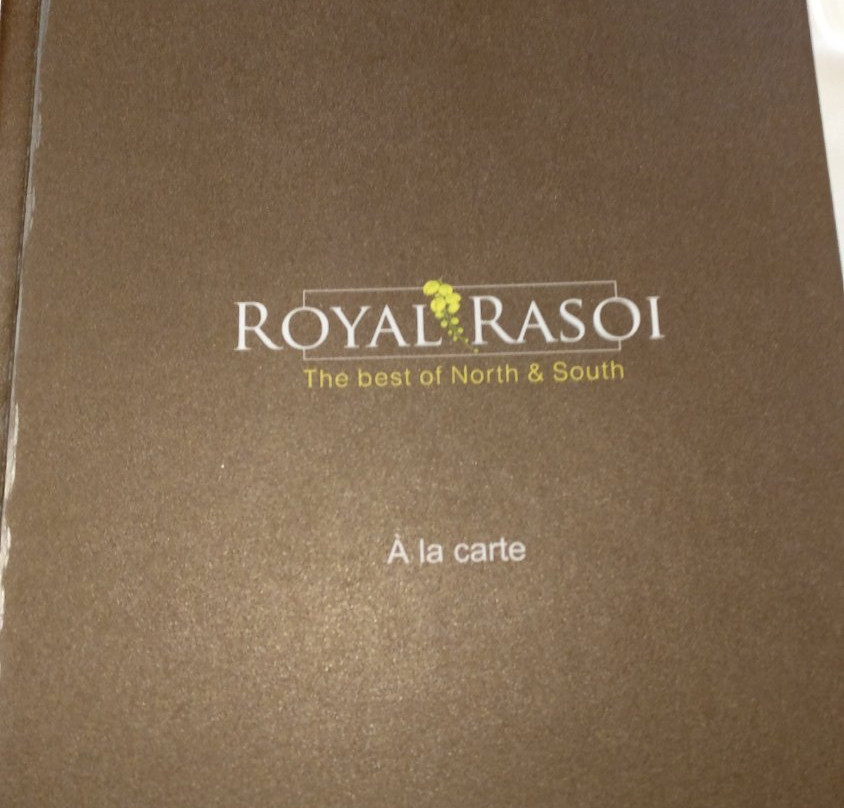 ROYAL RASOI
The best of North & South
À la carte